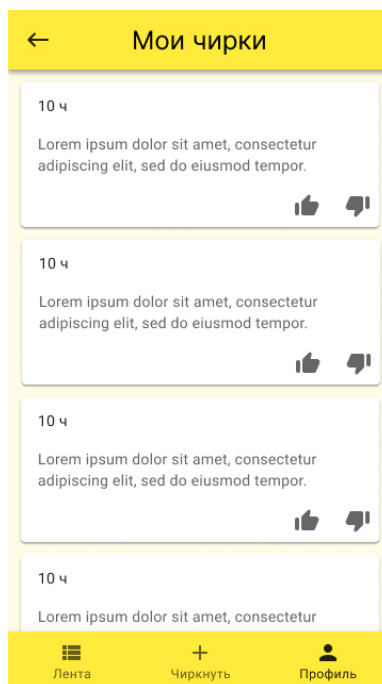 Мои чирки
10 ч
Lorem ipsum dolor sit amet, consectetur
adipiscing elit, sed do eiusmod tempor.
10 ч
Lorem ipsum dolor sit amet, consectetur
adipiscing elit, sed do eiusmod tempor.
10 ч
Lorem ipsum dolor sit amet, consectetur
adipiscing elit, sed do eiusmod tempor.
10 ч
Lorem ipsum dolor sit amet, consectetur
Лента Чиркнуть Профиль